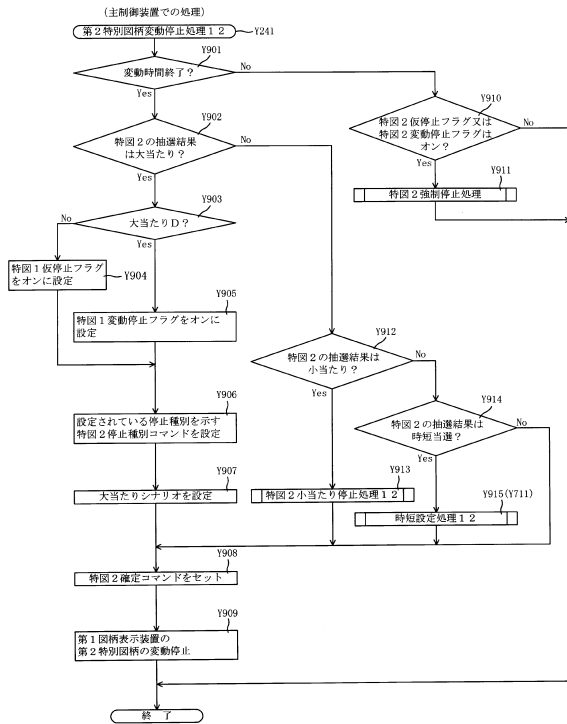 (主制御装置での処理)
第2特別図柄変動停止処理12
Y241
Y901
変動時間終了?
No
Yes
Y910
特図2仮停止フラグ又は
特図2変動停止フラグは
オン?
No
Yes
Y911
特図2強制停止処理
Y902
特図2の抽選結果
は大当たり?
No
Yes
Y903
大当たりD?
No
Yes
特図1仮停止フラグ
をオンに設定
Y904
Y905
特図1変動停止フラグをオンに
設定
Y912
特図2の抽選結果は
小当たり?
No
Yes
Y906
設定されている停止種別を示す
特図2停止種別コマンドを設定
Y914
特図2の抽選結果は
時短当選?
No
Yes
Y907
大当たりシナリオを設定
Y913
特図2小当たり停止処理12
Y915(Y711)
時短設定処理12
Y908
特図2確定コマンドをセット
Y909
第1図柄表示装置の
第2特別図柄の変動停止
終了